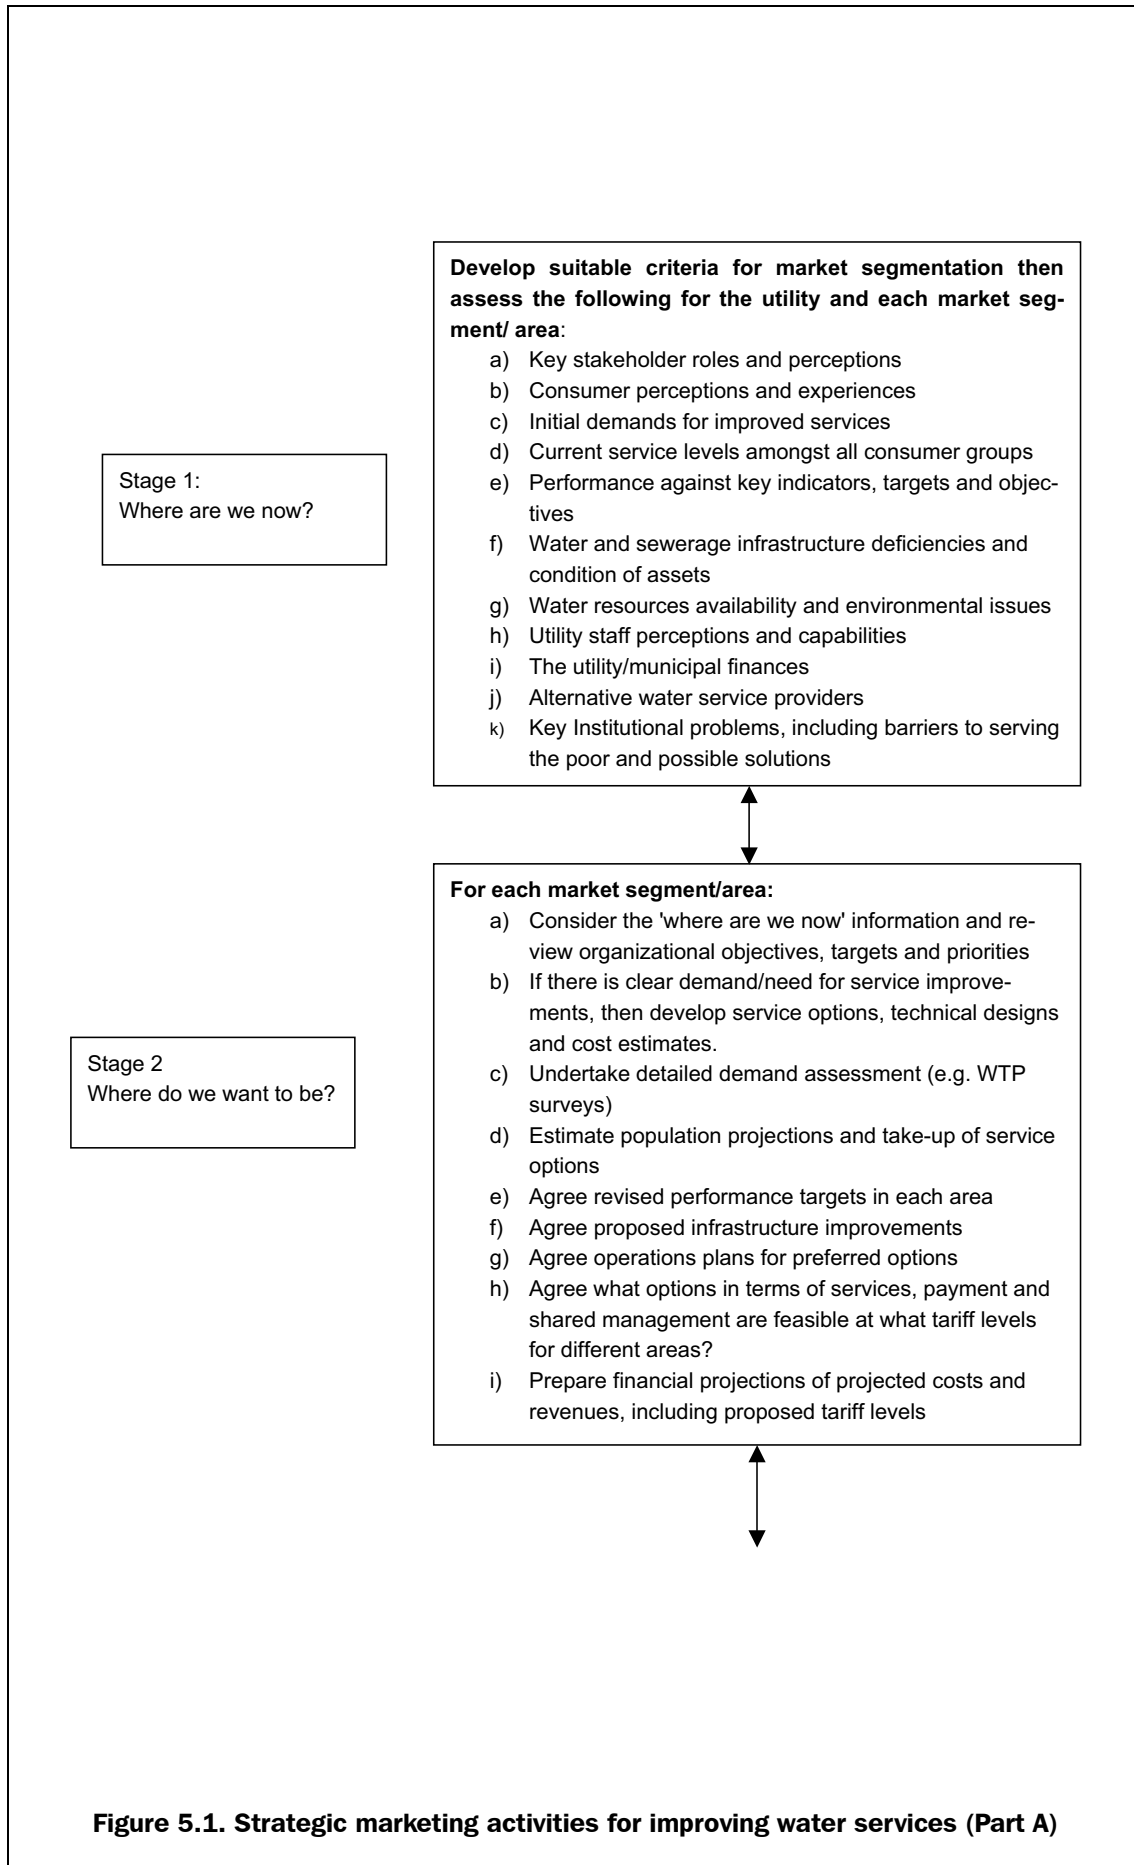 Develop suitable criteria for market segmentation then
assess the following for the utility and each market seg-
ment/ area:
a) Key stakeholder roles and perceptions
b) Consumer perceptions and experiences
c) Initial demands for improved services
d) Current service levels amongst all consumer groups
e) Performance against key indicators, targets and objec-
tives
f) Water and sewerage infrastructure deficiencies and
condition of assets
g) Water resources availability and environmental issues
h) Utility staff perceptions and capabilities
i) The utility/municipal finances
j) Alternative water service providers
k) Key Institutional problems, including barriers to serving
the poor and possible solutions
Stage 1:
Where are we now?
For each market segment/area:
a) Consider the 'where are we now' information and re-
view organizational objectives, targets and priorities
b) If there is clear demand/need for service improve-
ments, then develop service options, technical designs
and cost estimates.
c) Undertake detailed demand assessment (e.g. WTP
surveys)
d) Estimate population projections and take-up of service
options
e) Agree revised performance targets in each area
f) Agree proposed infrastructure improvements
g) Agree operations plans for preferred options
h) Agree what options in terms of services, payment and
shared management are feasible at what tariff levels
for different areas?
i) Prepare financial projections of projected costs and
revenues, including proposed tariff levels
Stage 2
Where do we want to be?
Figure 5.1. Strategic marketing activities for improving water services (Part A)